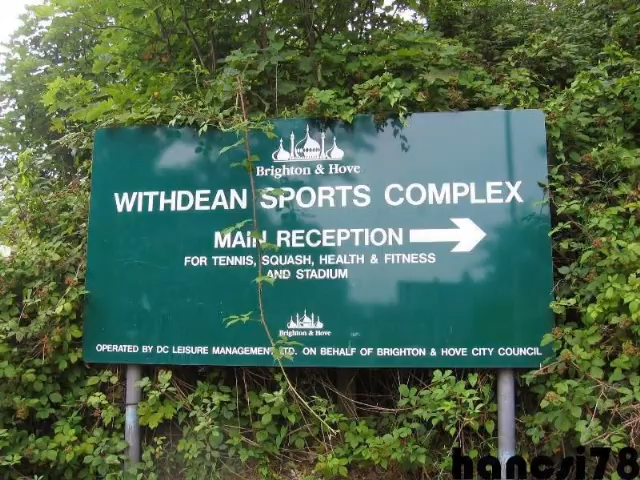 Brighton & Hove
WITHDEAN SPORTS COMPLEX
MAIN RECEPTION
FOR TENNIS, SQUASH, HEALTH & FITNESS
AND STADIUM
Brighton & Hove
OPERATED BY DC LEISURE MANAGEMENT LTD. ON BEHALF OF BRIGHTON & HOVE CITY COUNCIL
hancsi78